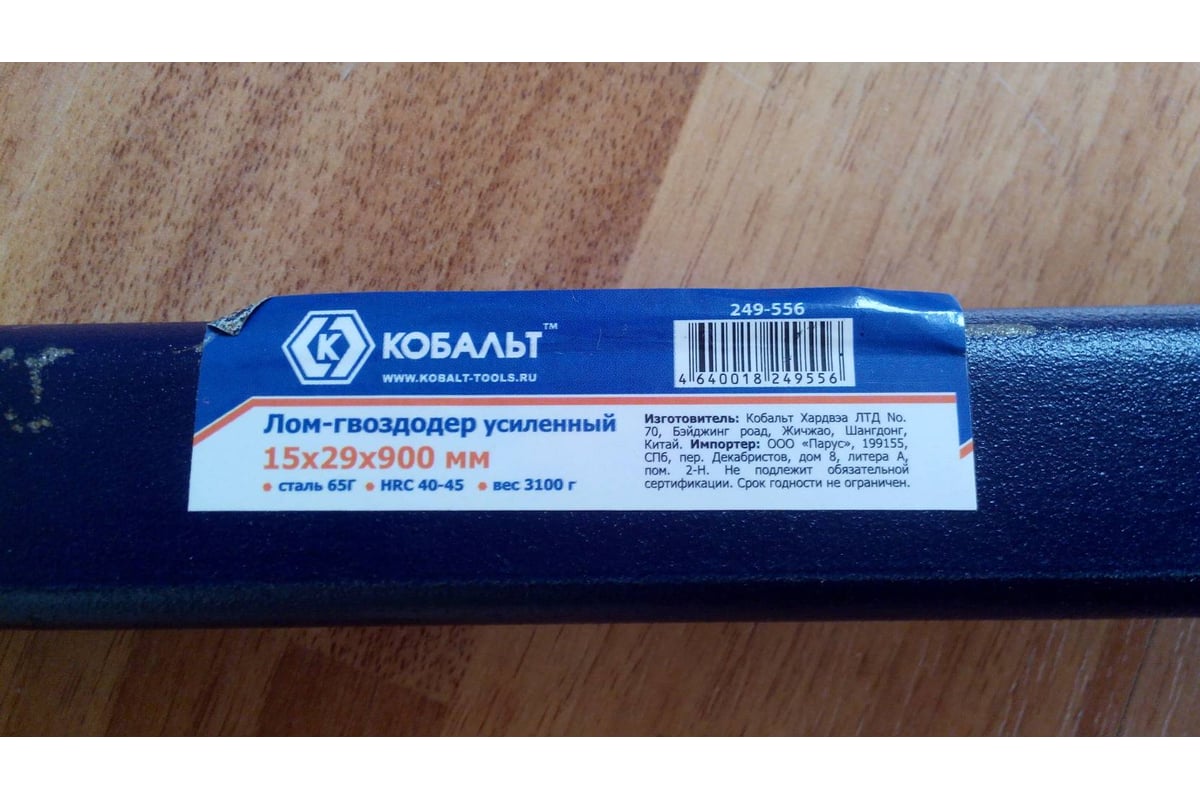 КОБАЛЬТ™
WWW.KOBALT-TOOLS.RU
249-556
4 640018 249556
Лом-гвоздодер усиленный
15x29x900 мм
• сталь 65Г • HRC 40-45 • вес 3100 г
Изготовитель: Кобальт Хардвэа ЛТД No.
70, Бэйджинг роад, Жичжао, Шангдонг,
Китай. Импортер: ООО «Парус», 199155,
СПб, пер. Декабристов, дом 8, литера А,
пом. 2-Н. Не подлежит обязательной
сертификации. Срок годности не ограничен.